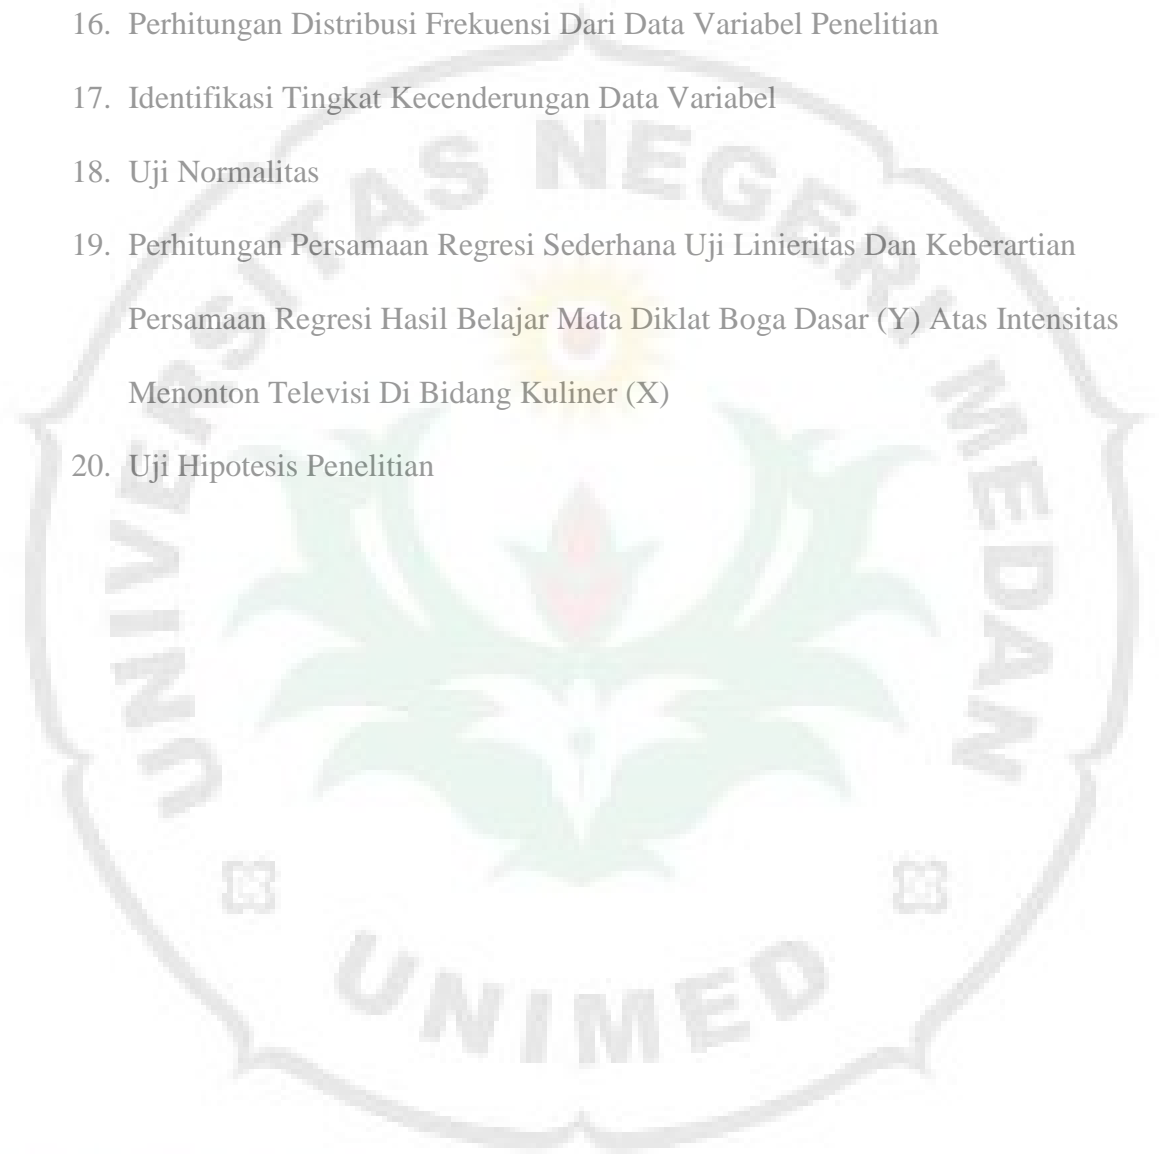 16. Perhitungan Distribusi Frekuensi Dari Data Variabel Penelitian
17. Identifikasi Tingkat Kecenderungan Data Variabel
18. Uji Normalitas
19. Perhitungan Persamaan Regresi Sederhana Uji Linieritas Dan Keberartian
Persamaan Regresi Hasil Belajar Mata Diklat Boga Dasar (Y) Atas Intensitas
Menonton Televisi Di Bidang Kuliner (X)
20. Uji Hipotesis Penelitian
UNIVERSITAS NEGERI MEDAN
UNIMED